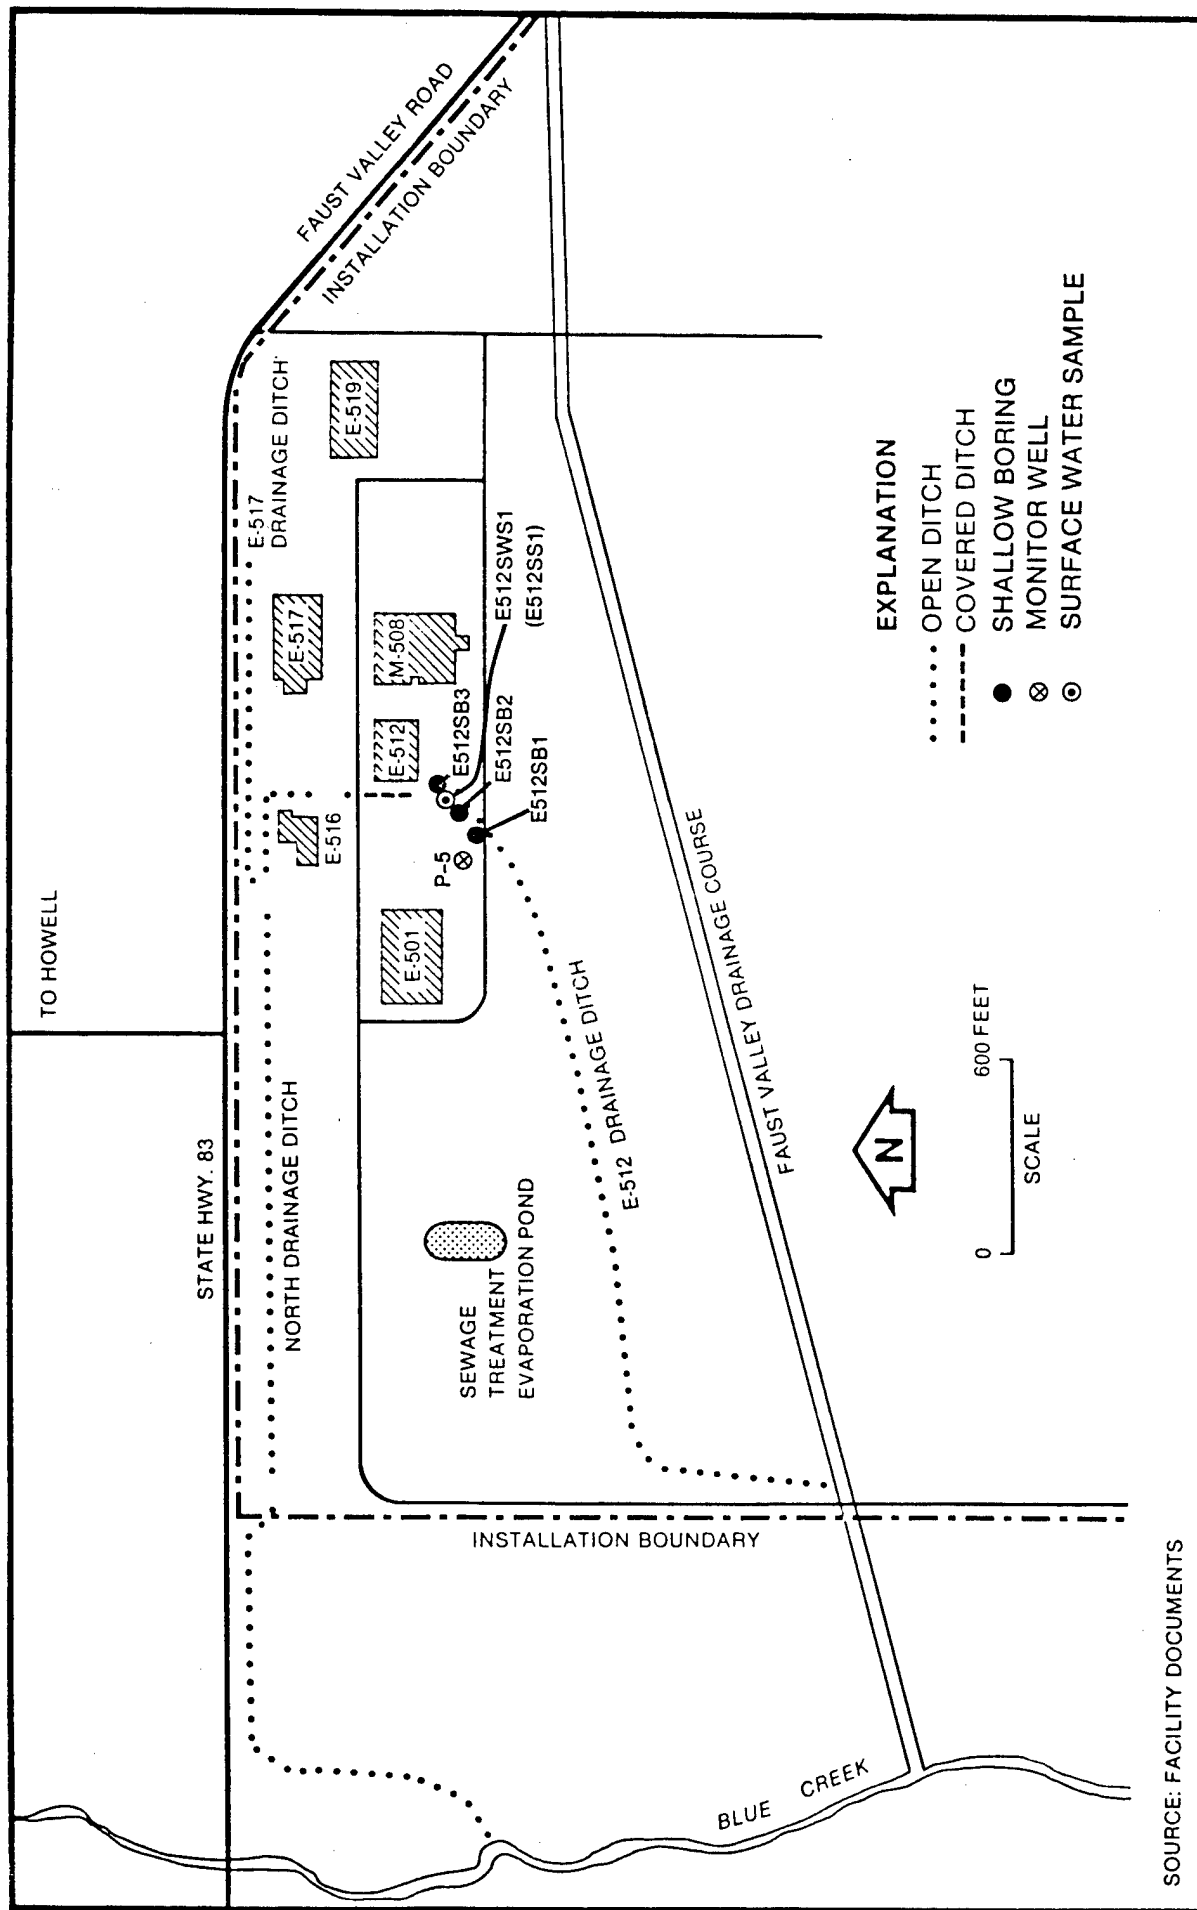 TO HOWELL
STATE HWY. 83
FAUST VALLEY ROAD
INSTALLATION BOUNDARY
NORTH DRAINAGE DITCH
E-517
DRAINAGE DITCH
E-516
E-517
E-519
E-501
E-512
M-508
P-5
E512SB3
E512SWS1
(E512SS1)
E512SB2
E512SB1
SEWAGE
TREATMENT
EVAPORATION POND
E-512 DRAINAGE DITCH
INSTALLATION BOUNDARY
FAUST VALLEY DRAINAGE COURSE
BLUE CREEK
N
0
600 FEET
SCALE
EXPLANATION
OPEN DITCH
COVERED DITCH
SHALLOW BORING
MONITOR WELL
SURFACE WATER SAMPLE
SOURCE: FACILITY DOCUMENTS